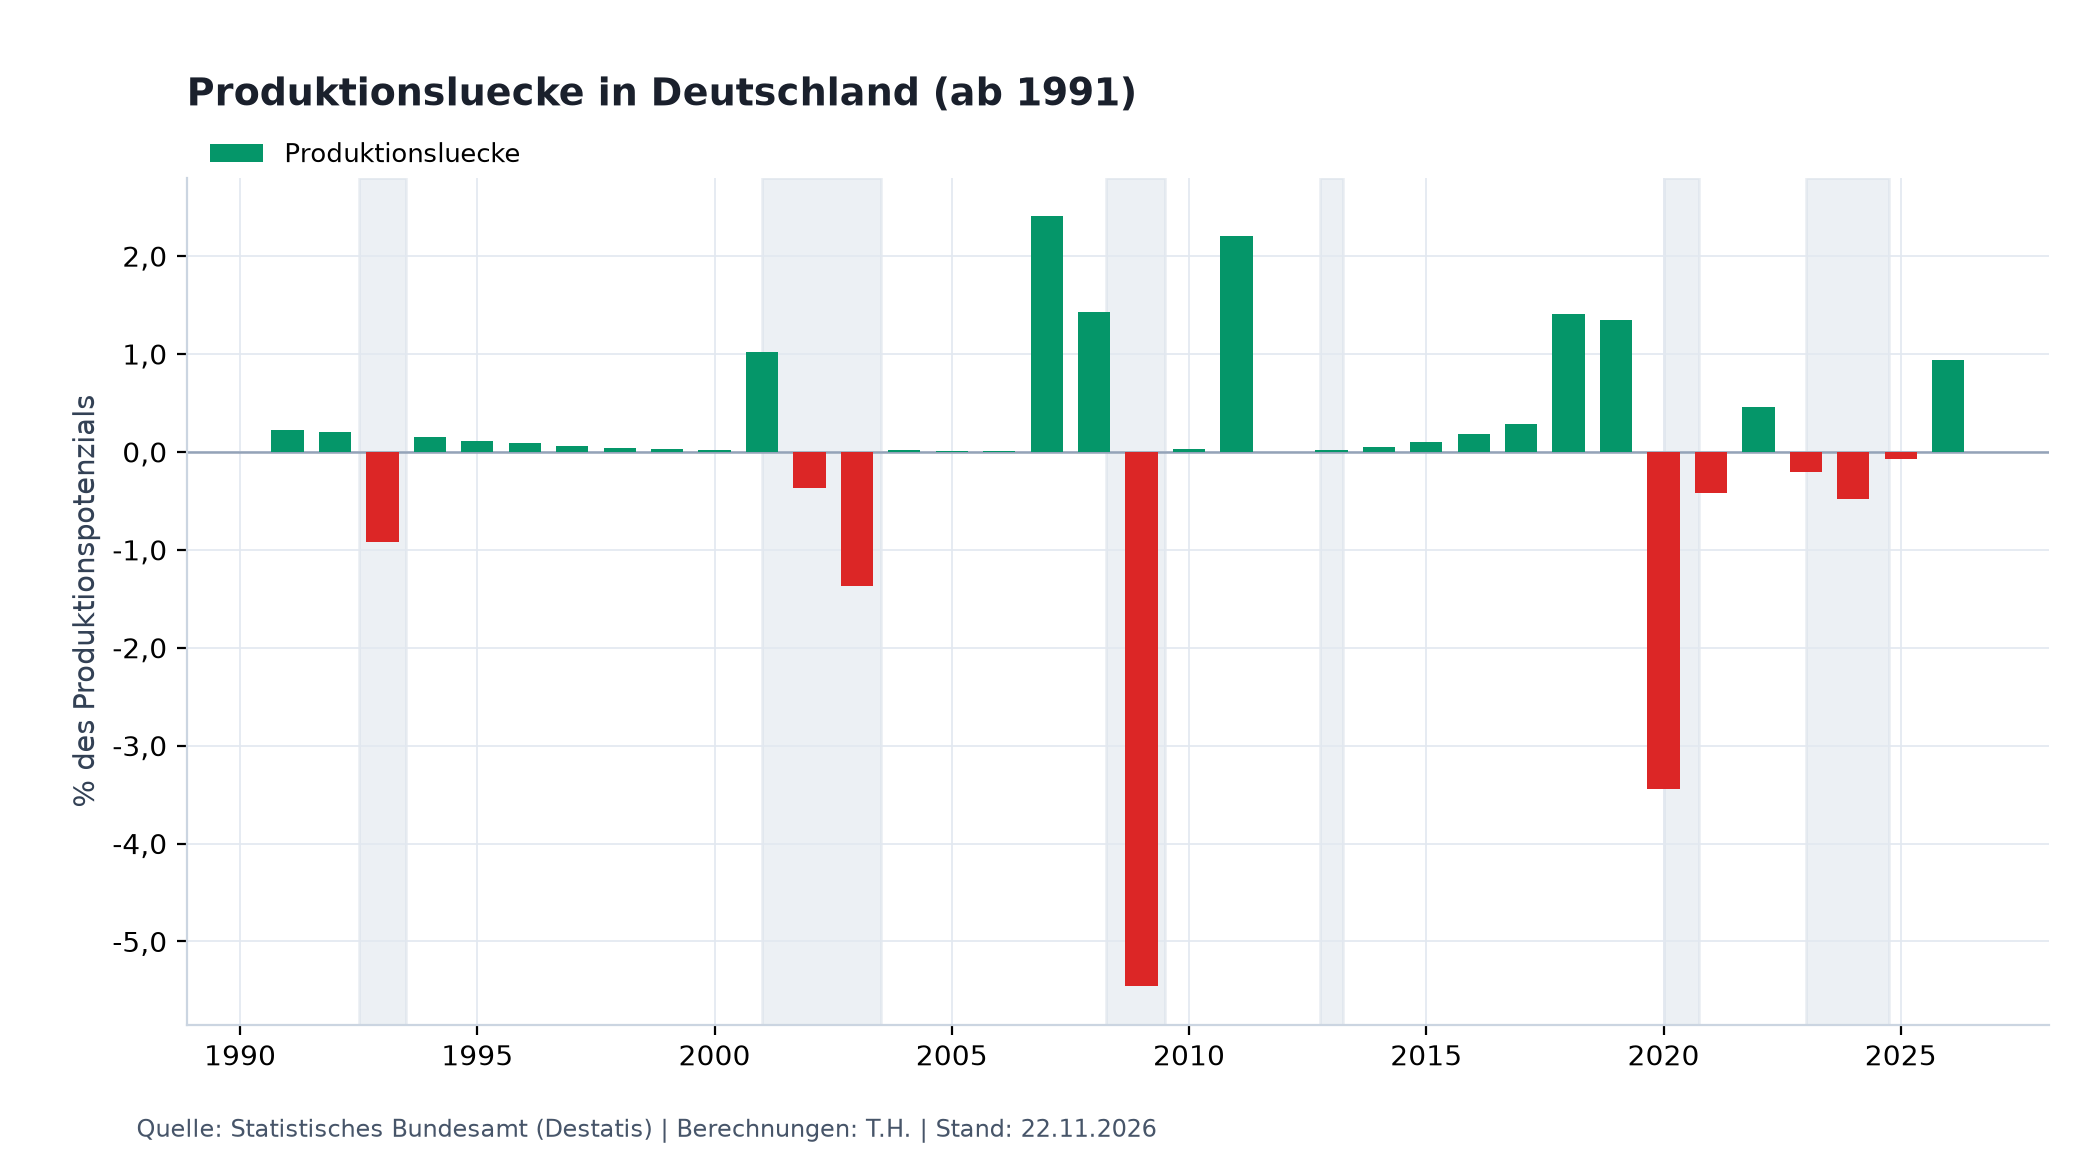 Produktionsluecke in Deutschland (ab 1991)
Produktionsluecke
% des Produktionspotenzials
2,0
1,0
0,0
-1,0
-2,0
-3,0
-4,0
-5,0
1990 1995 2000 2005 2010 2015 2020 2025
Quelle: Statistisches Bundesamt (Destatis) | Berechnungen: T.H. | Stand: 22.11.2026